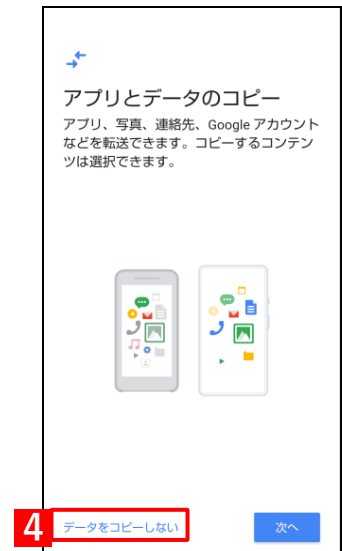 アプリとデータのコピー
アプリ、写真、連絡先、Google アカウント
などを転送できます。コピーするコンテン
ツは選択できます。
4
データをコピーしない
次へ